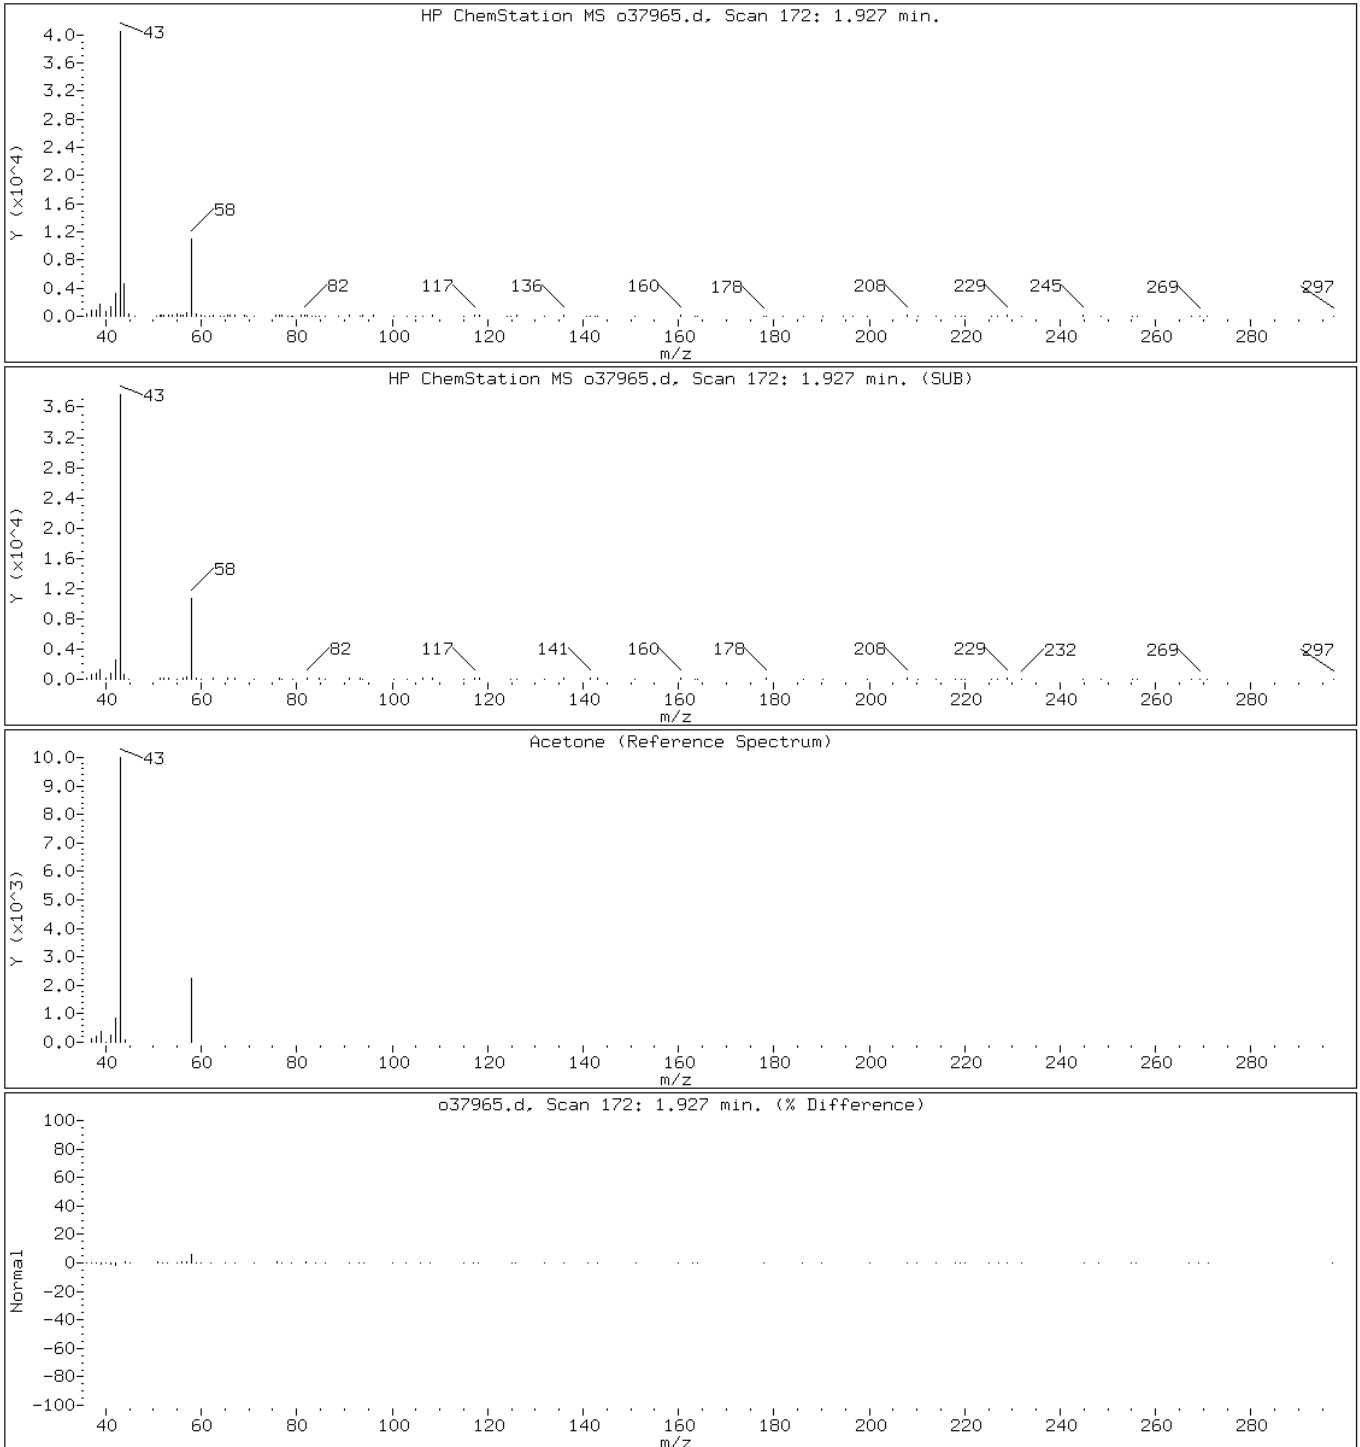 HP ChemStation MS o37965.d, Scan 172: 1.927 min.
Y (x10^4)
4.0
3.6
3.2
2.8
2.4
2.0
1.6
1.2
0.8
0.4
0.0
43
58
82 117 136 160 178 208 229 245 269 297
40 60 80 100 120 140 160 180 200 220 240 260 280
m/z
HP ChemStation MS o37965.d, Scan 172: 1.927 min. (SUB)
Y (x10^4)
3.6
3.2
2.8
2.4
2.0
1.6
1.2
0.8
0.4
0.0
43
58
82 117 141 160 178 208 229 232 269 297
40 60 80 100 120 140 160 180 200 220 240 260 280
m/z
Acetone (Reference Spectrum)
Y (x10^3)
10.0
9.0
8.0
7.0
6.0
5.0
4.0
3.0
2.0
1.0
0.0
43
40 60 80 100 120 140 160 180 200 220 240 260 280
m/z
o37965.d, Scan 172: 1.927 min. (% Difference)
Normal
100
80
60
40
20
0
-20
-40
-60
-80
-100
40 60 80 100 120 140 160 180 200 220 240 260 280
m/z